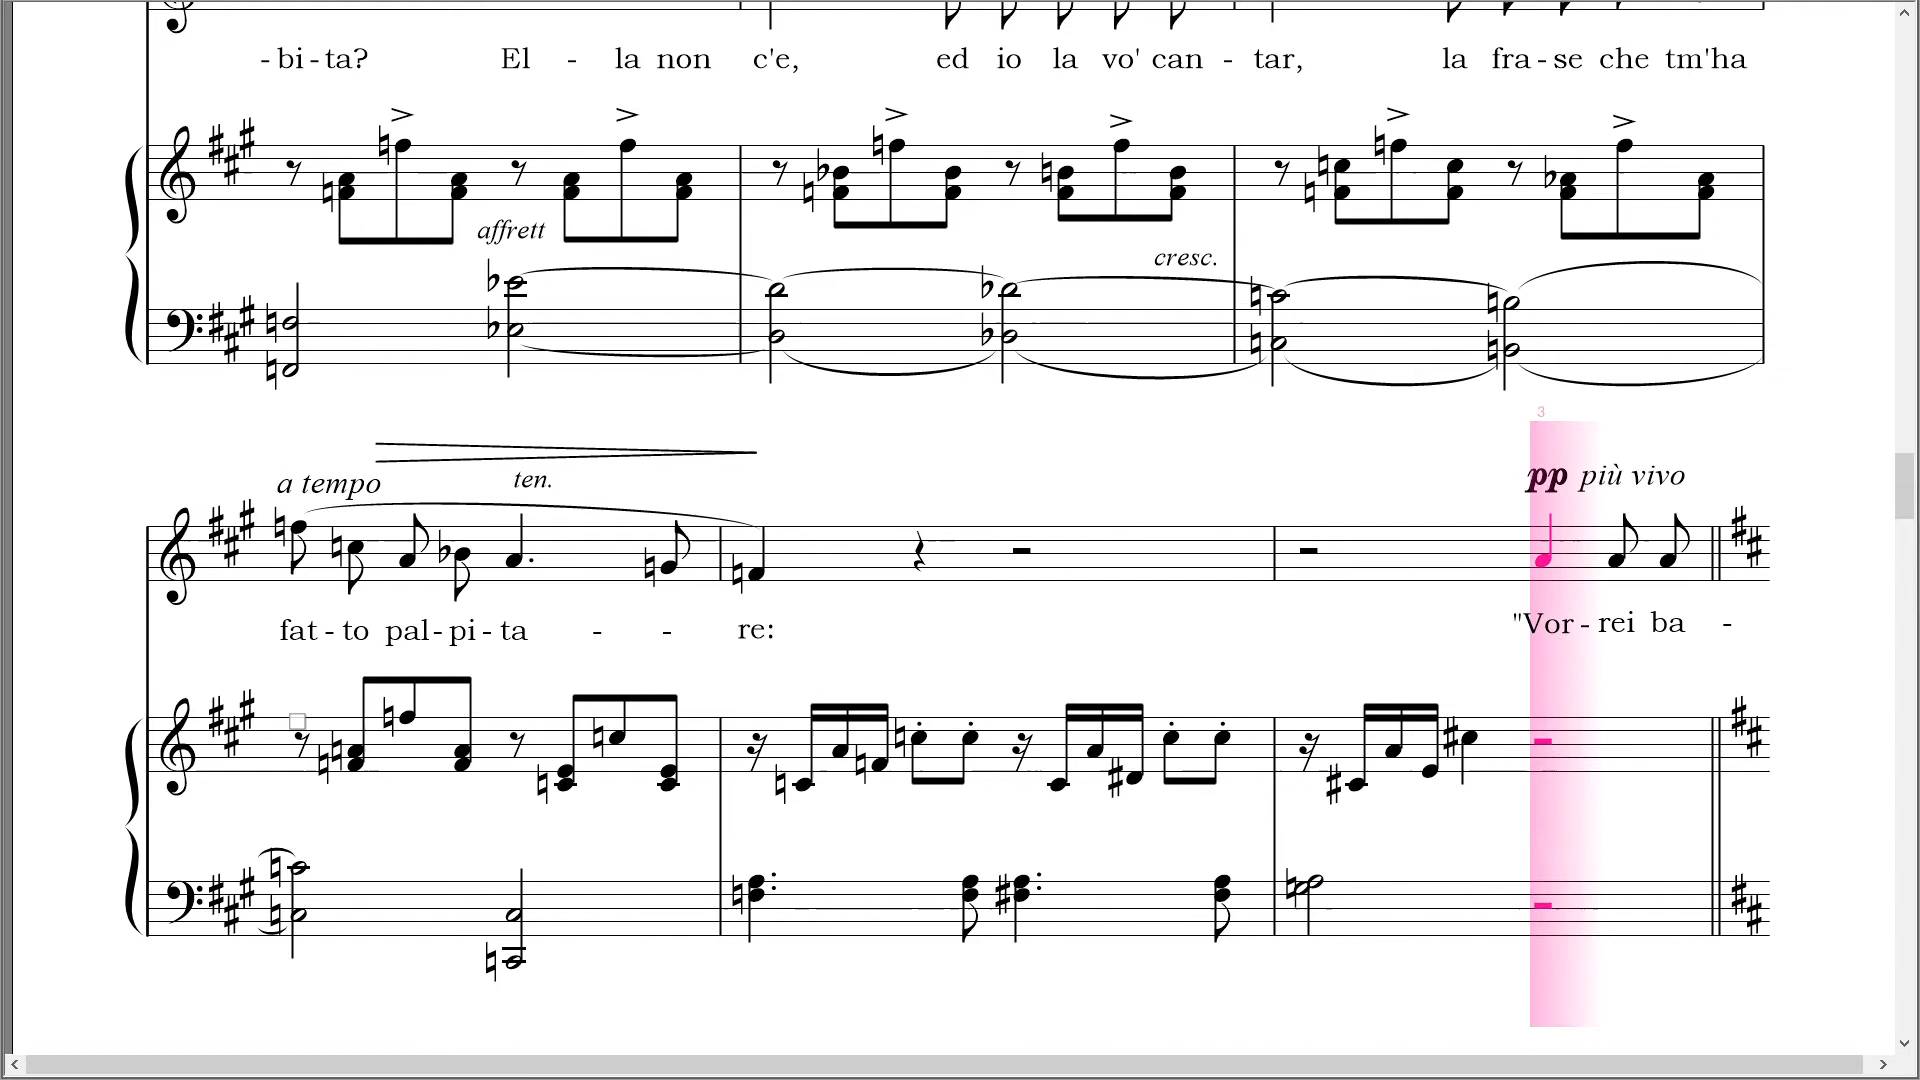 - bi - ta? El - la non c'e, ed io la vo' can - tar, la fra - se che tm'ha
affrett
cresc.
3
a tempo ten. pp più vivo
fat - to pal - pi - ta - - re: "Vor - rei ba -